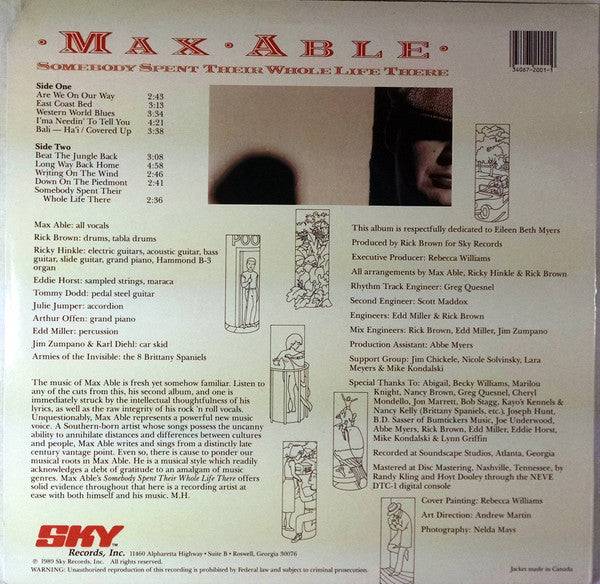 · MAX · ABLE ·
SOMEBODY SPENT THEIR WHOLE LIFE THERE
34067-2001-1
Side One
Are We On Our Way 2:43
East Coast Bed 3:13
Western World Blues 3:34
I'ma Needin' To Tell You 4:21
Bali — Ha'i / Covered Up 3:38
Side Two
Beat The Jungle Back 3:08
Long Way Back Home 4:58
Writing On The Wind 2:46
Down On The Piedmont 2:41
Somebody Spent Their
Whole Life There 2:36
Max Able: all vocals
Rick Brown: drums, tabla drums
Ricky Hinkle: electric guitars, acoustic guitar, bass
guitar, slide guitar, grand piano, Hammond B-3
organ
Eddie Horst: sampled strings, maraca
Tommy Dodd: pedal steel guitar
Julie Jumper: accordion
Arthur Offen: grand piano
Edd Miller: percussion
Jim Zumpano & Karl Diehl: car skid
Armies of the Invisible: the 8 Brittany Spaniels
POO
The music of Max Able is fresh yet somehow familiar. Listen to
any of the cuts from this, his second album, and one is
immediately struck by the intellectual thoughtfulness of his
lyrics, as well as the raw integrity of his rock 'n roll vocals.
Unquestionably, Max Able represents a powerful new music
voice. A Southern-born artist whose songs possess the uncanny
ability to annihilate distances and differences between cultures
and people, Max Able writes and sings from a distinctly late
century vantage point. Even so, there is cause to ponder our
musical roots in Max Able. He is a musical style which readily
acknowledges a debt of gratitude to an amalgam of music
genres. Max Able's Somebody Spent Their Whole Life There offers
solid evidence throughout that here is a recording artist at
ease with both himself and his music. M.H.
This album is respectfully dedicated to Eileen Beth Myers
Produced by Rick Brown for Sky Records
Executive Producer: Rebecca Williams
All arrangements by Max Able, Ricky Hinkle & Rick Brown
Rhythm Track Engineer: Greg Quesnel
Second Engineer: Scott Maddox
Engineers: Edd Miller & Rick Brown
Mix Engineers: Rick Brown, Edd Miller, Jim Zumpano
Production Assistant: Abbe Myers
Support Group: Jim Chickele, Nicole Solvinsky, Lara
Meyers & Mike Kondalski
Special Thanks To: Abigail, Becky Williams, Marilou
Knight, Nancy Brown, Greg Quesnel, Cheryl
Mondello, Jon Marrett, Bob Stagg, Kayo's Kennels &
Nancy Kelly (Brittany Spaniels, etc.), Joseph Hunt,
B.D. Sasser of Bumickers Music, Joe Underwood,
Abbe Myers, Rick Brown, Edd Miller, Eddie Horst,
Mike Kondalski & Lynn Griffin
Recorded at Soundscape Studios, Atlanta, Georgia
Mastered at Disc Mastering, Nashville, Tennessee, by
Randy Kling and Hoyt Dooley through the NEVE
DTC-1 digital console
Cover Painting: Rebecca Williams
Art Direction: Andrew Martin
Photography: Nelda Mays
SKY TM
Records, Inc. 11460 Alpharetta Highway • Suite B • Roswell, Georgia 30076
℗ 1989 Sky Records, Inc. All rights reserved.
WARNING: Unauthorized reproduction of this recording is prohibited by Federal law and subject to criminal prosecution.
Jacket made in Canada